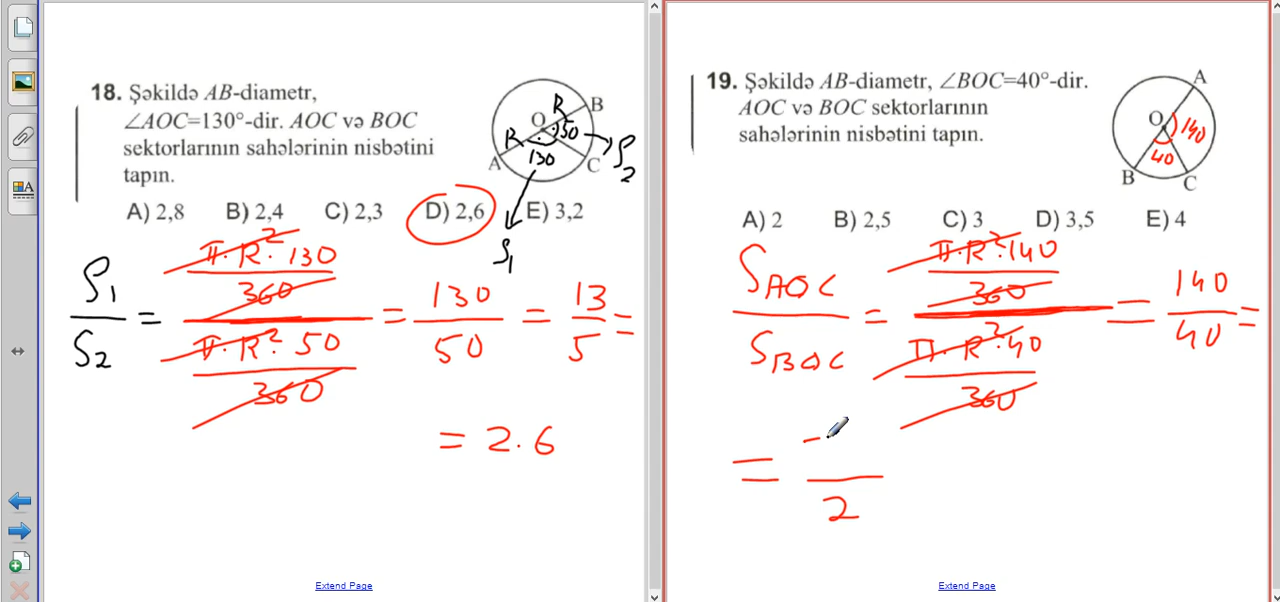 18. Şəkildə AB-diametr,
∠AOC=130°-dir. AOC və BOC
sektorlarının sahələrinin nisbətini
tapın.
A) 2,8 B) 2,4 C) 2,3 D) 2,6 E) 3,2
O
R
B
50
R
A
130
C
S₂
S₁
S₁/S₂ = (π·R²·130/360)/(π·R²·50/360) = 130/50 = 13/5 =
= 2.6
Extend Page
19. Şəkildə AB-diametr, ∠BOC=40°-dir.
AOC və BOC sektorlarının
sahələrinin nisbətini tapın.
A) 2 B) 2,5 C) 3 D) 3,5 E) 4
A
O
140
40
B
C
S AOC/S BOC = (π·R²·140/360)/(π·R²·40/360) = 140/40 =
= /2
Extend Page